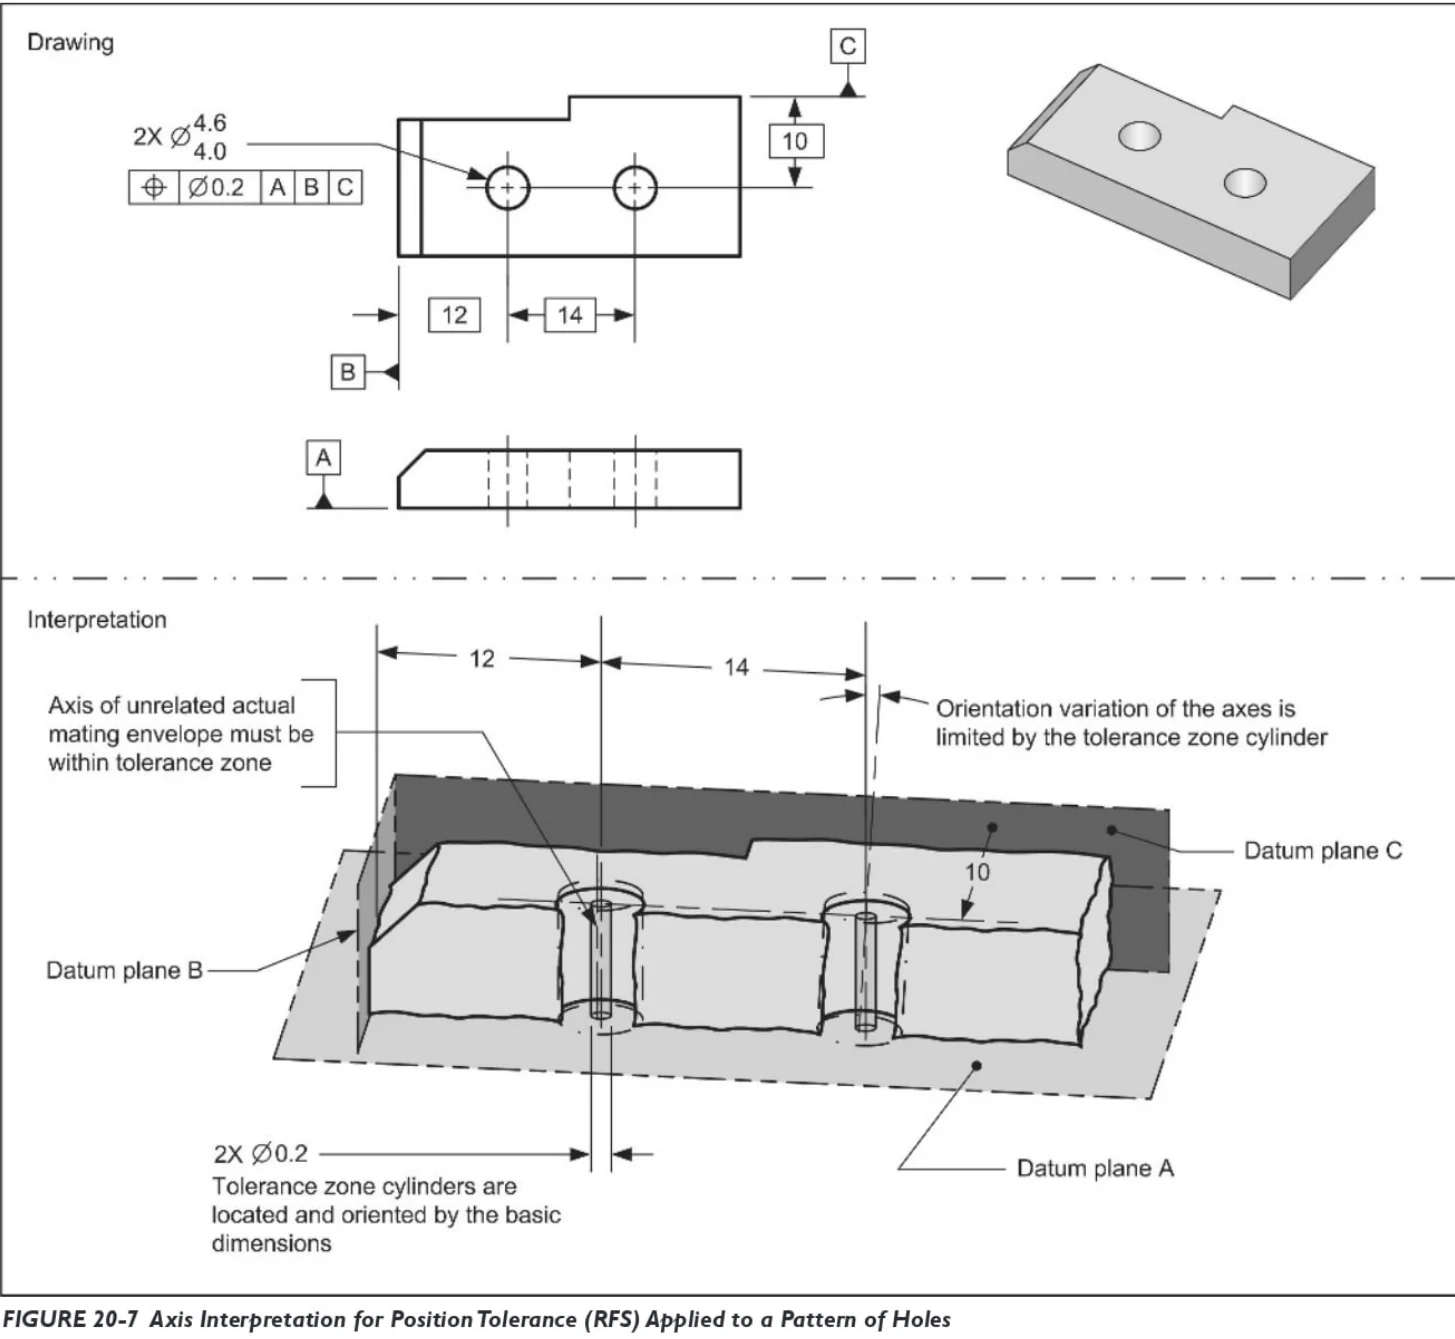 Drawing
C
2X Ø 4.6
4.0
10
⌖ Ø0.2 A B C
12
14
B
A
Interpretation
12
14
Axis of unrelated actual
mating envelope must be
within tolerance zone
Orientation variation of the axes is
limited by the tolerance zone cylinder
Datum plane C
10
Datum plane B
2X Ø0.2
Tolerance zone cylinders are
located and oriented by the basic
dimensions
Datum plane A
FIGURE 20-7 Axis Interpretation for Position Tolerance (RFS) Applied to a Pattern of Holes